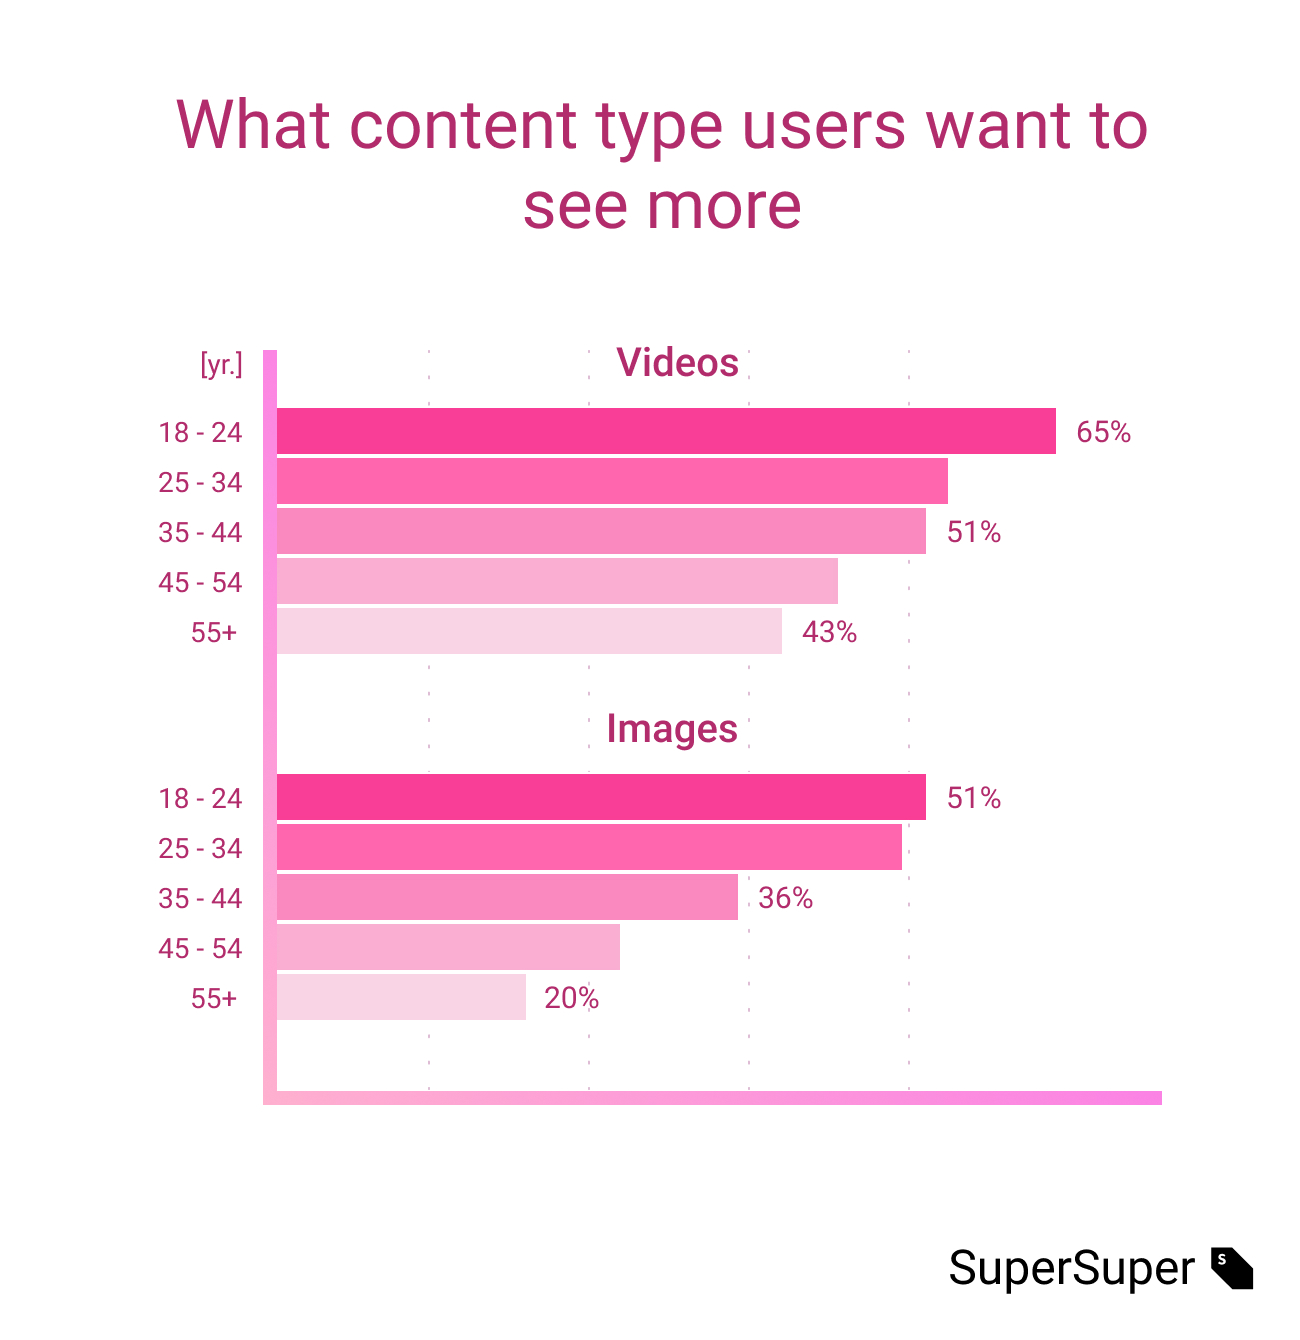 What content type users want to
see more
[yr.]
Videos
18 - 24
65%
25 - 34
35 - 44
51%
45 - 54
55+
43%
Images
18 - 24
51%
25 - 34
35 - 44
36%
45 - 54
55+
20%
SuperSuper
S